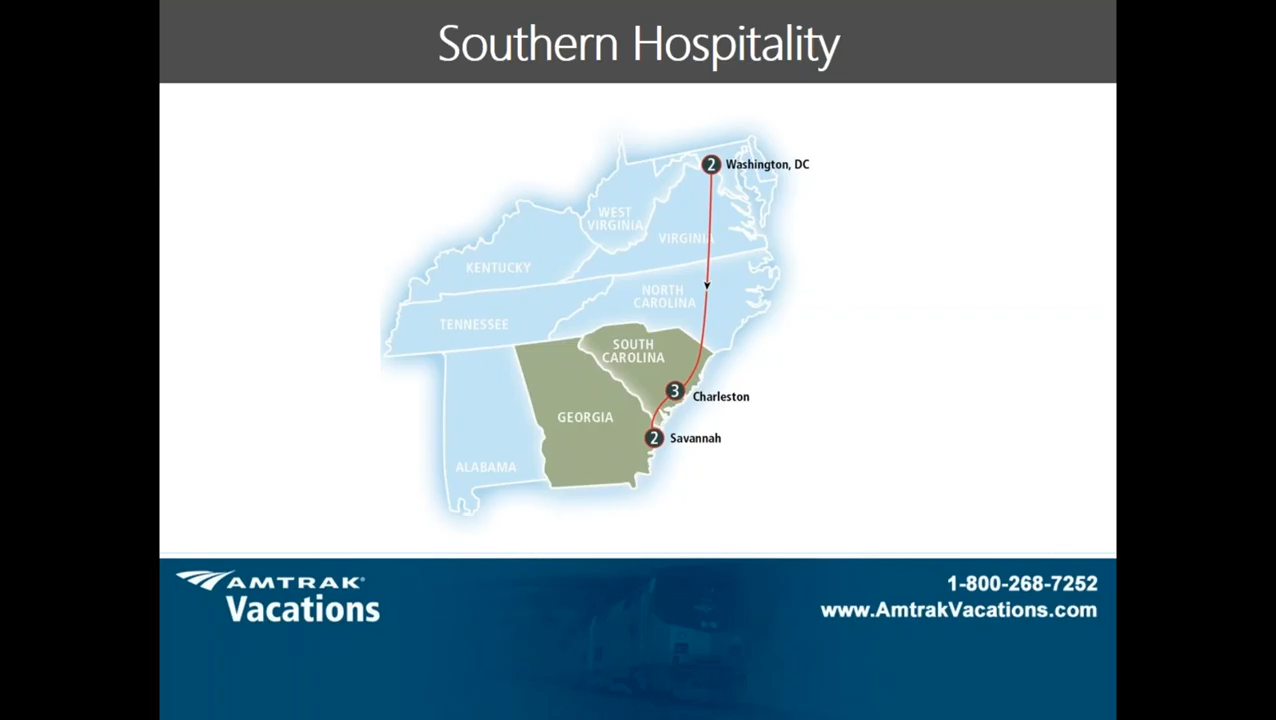 Southern Hospitality
2 Washington, DC
WEST
VIRGINIA
VIRGINIA
KENTUCKY
NORTH
CAROLINA
TENNESSEE
SOUTH
CAROLINA
3 Charleston
GEORGIA
2 Savannah
ALABAMA
AMTRAK®
Vacations
1-800-268-7252
www.AmtrakVacations.com